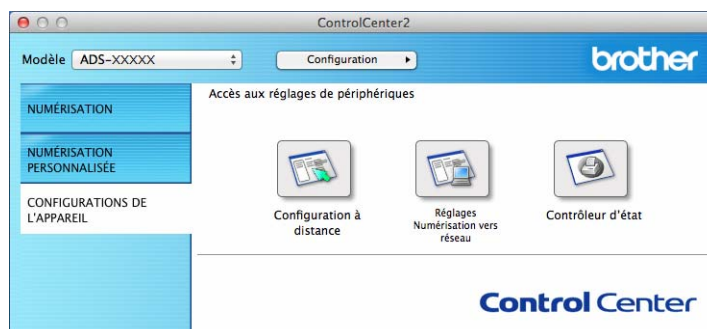 ControlCenter2
Modèle ADS-XXXXX Configuration brother
NUMÉRISATION
NUMÉRISATION
PERSONNALISÉE
CONFIGURATIONS DE
L'APPAREIL
Accès aux réglages de périphériques
Configuration à
distance
Réglages
Numérisation vers
réseau
Contrôleur d'état
Control Center